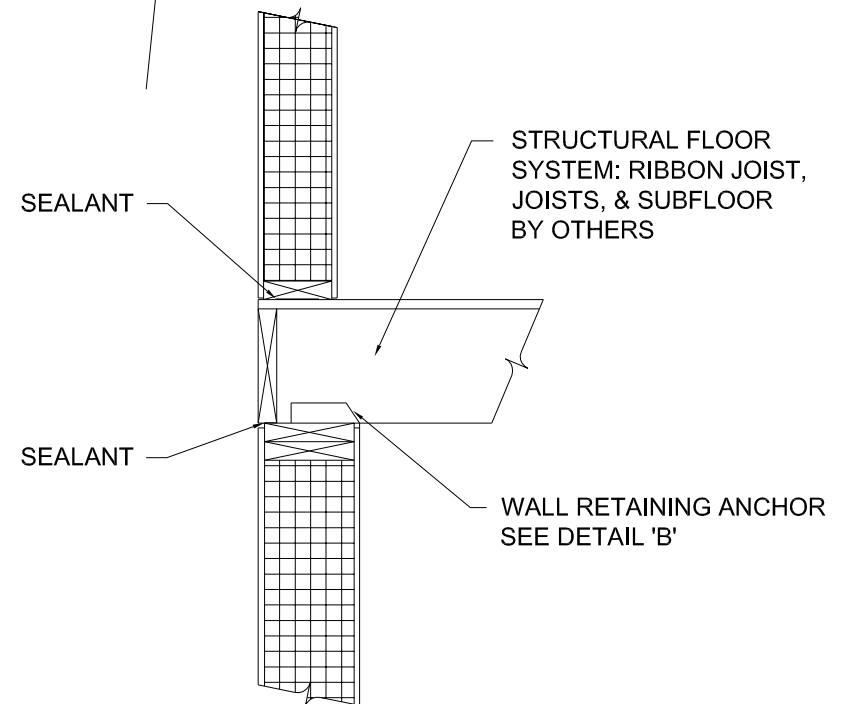 STRUCTURAL FLOOR
SYSTEM: RIBBON JOIST,
JOISTS, & SUBFLOOR
BY OTHERS
SEALANT
SEALANT
WALL RETAINING ANCHOR
SEE DETAIL 'B'